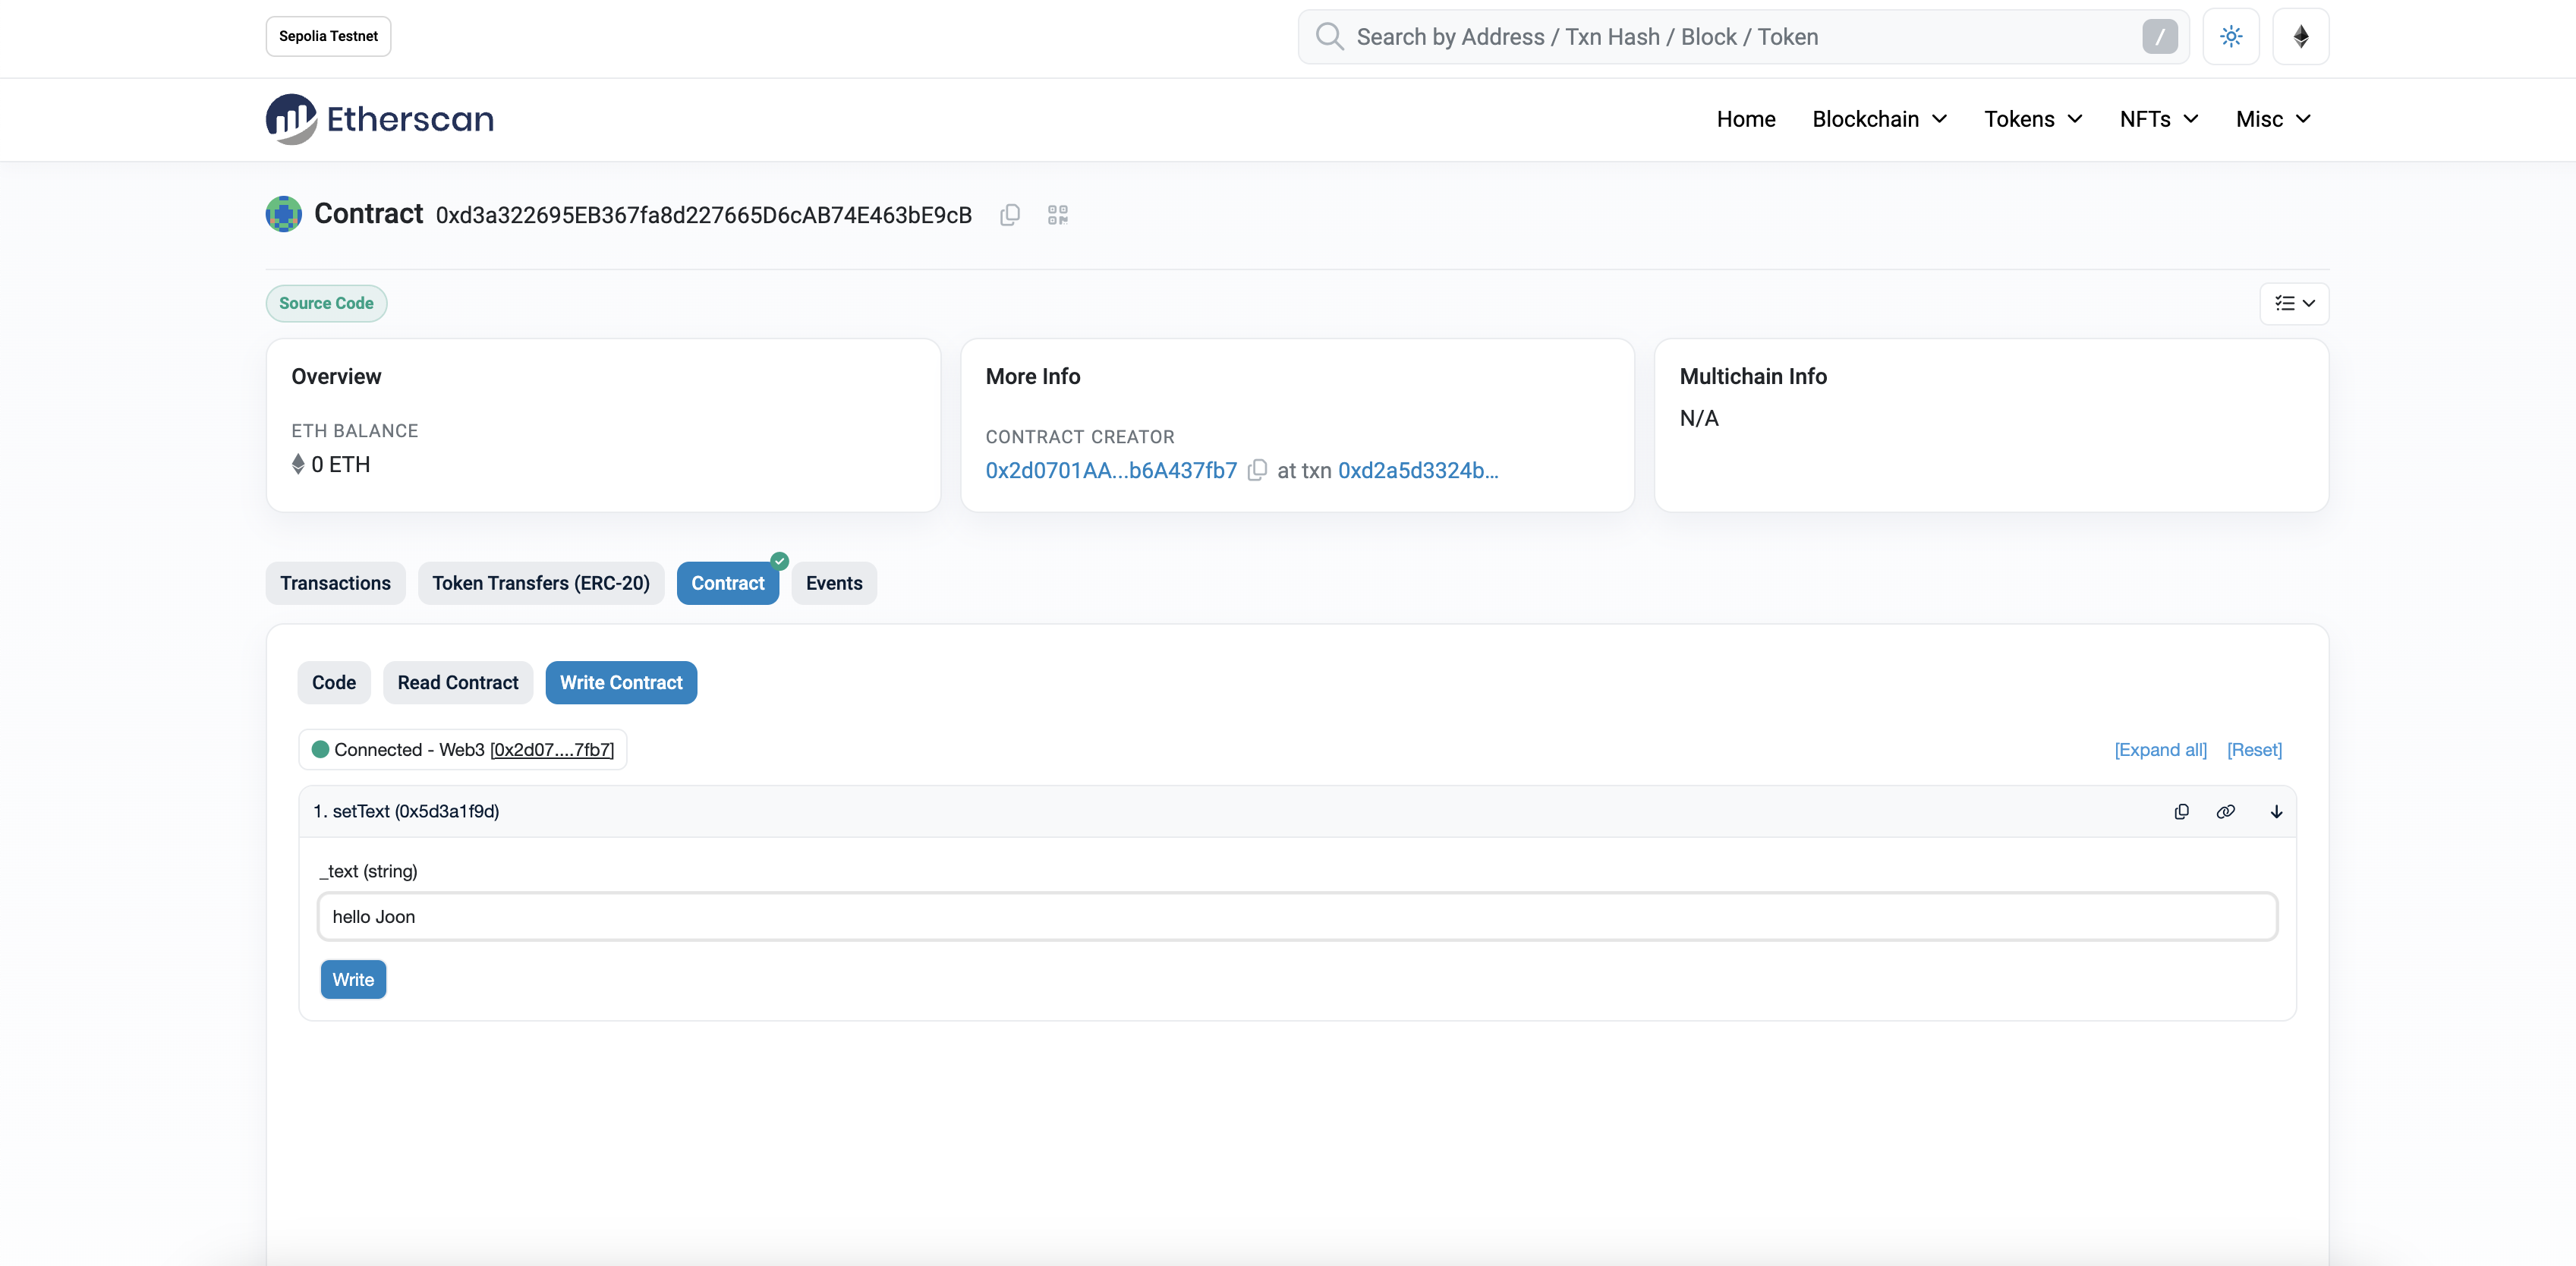 Sepolia Testnet
Search by Address / Txn Hash / Block / Token
/
Etherscan
Home Blockchain Tokens NFTs Misc
Contract 0xd3a322695EB367fa8d227665D6cAB74E463bE9cB
Source Code
Overview
ETH BALANCE
0 ETH
More Info
CONTRACT CREATOR
0x2d0701AA...b6A437fb7 at txn 0xd2a5d3324b...
Multichain Info
N/A
Transactions Token Transfers (ERC-20) Contract Events
Code Read Contract Write Contract
Connected - Web3 [0x2d07....7fb7]
[Expand all] [Reset]
1. setText (0x5d3a1f9d)
_text (string)
hello Joon
Write